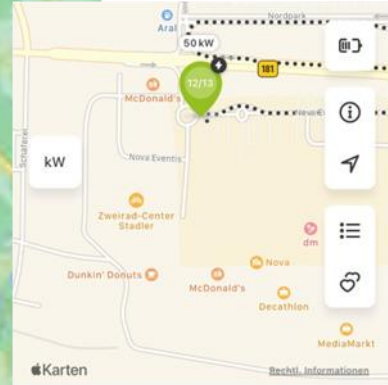 Nordpark
Aral
50 kW
181
12/13
McDonald's
Nova Eventis
kW
Schäferei
Zweirad-Center
Stadler
dm
Nova
Dunkin' Donuts
McDonald's
Decathlon
MediaMarkt
Karten
Rechtl. Informationen